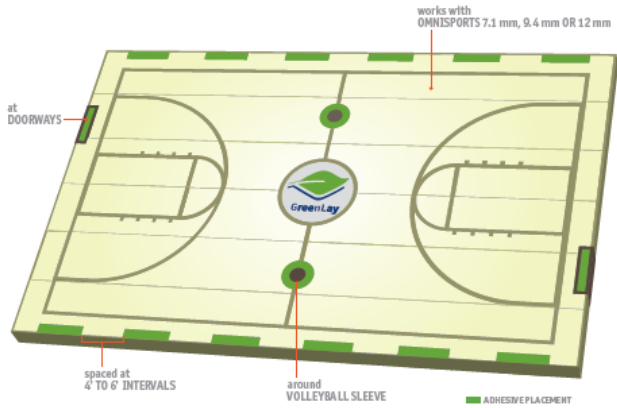 works with
OMNISPORTS 7.1 mm, 9.4 mm OR 12 mm
at
DOORWAYS
GreenLay
spaced at
4' TO 6' INTERVALS
around
VOLLEYBALL SLEEVE
ADHESIVE PLACEMENT